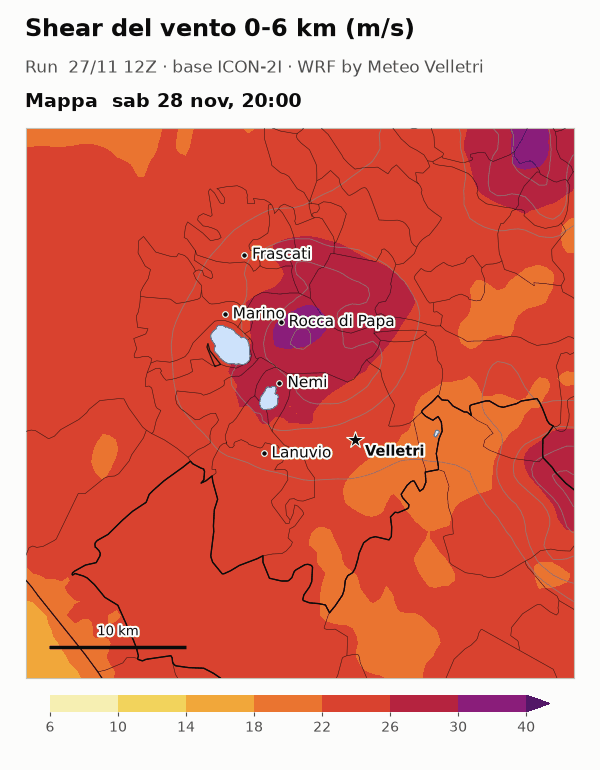 Shear del vento 0-6 km (m/s)
Run  27/11 12Z · base ICON-2I · WRF by Meteo Velletri
Mappa  sab 28 nov, 20:00
Frascati
Marino
Rocca di Papa
Nemi
Velletri
Lanuvio
10 km
6 10 14 18 22 26 30 40